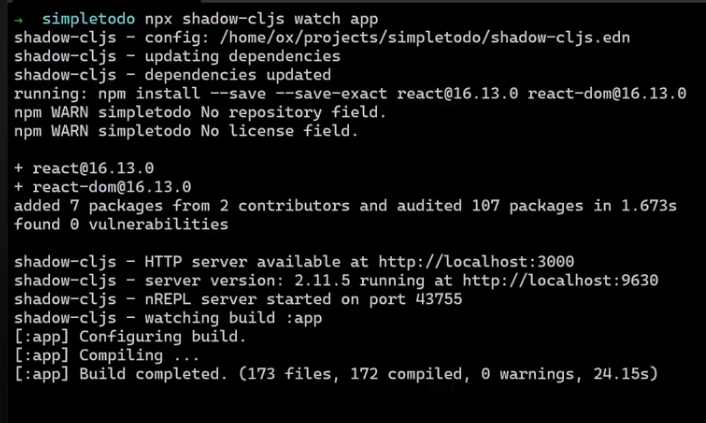 → simpletodo npx shadow-cljs watch app
shadow-cljs - config: /home/ox/projects/simpletodo/shadow-cljs.edn
shadow-cljs - updating dependencies
shadow-cljs - dependencies updated
running: npm install --save --save-exact react@16.13.0 react-dom@16.13.0
npm WARN simpletodo No repository field.
npm WARN simpletodo No license field.

+ react@16.13.0
+ react-dom@16.13.0
added 7 packages from 2 contributors and audited 107 packages in 1.673s
found 0 vulnerabilities

shadow-cljs - HTTP server available at http://localhost:3000
shadow-cljs - server version: 2.11.5 running at http://localhost:9630
shadow-cljs - nREPL server started on port 43755
shadow-cljs - watching build :app
[:app] Configuring build.
[:app] Compiling ...
[:app] Build completed. (173 files, 172 compiled, 0 warnings, 24.15s)